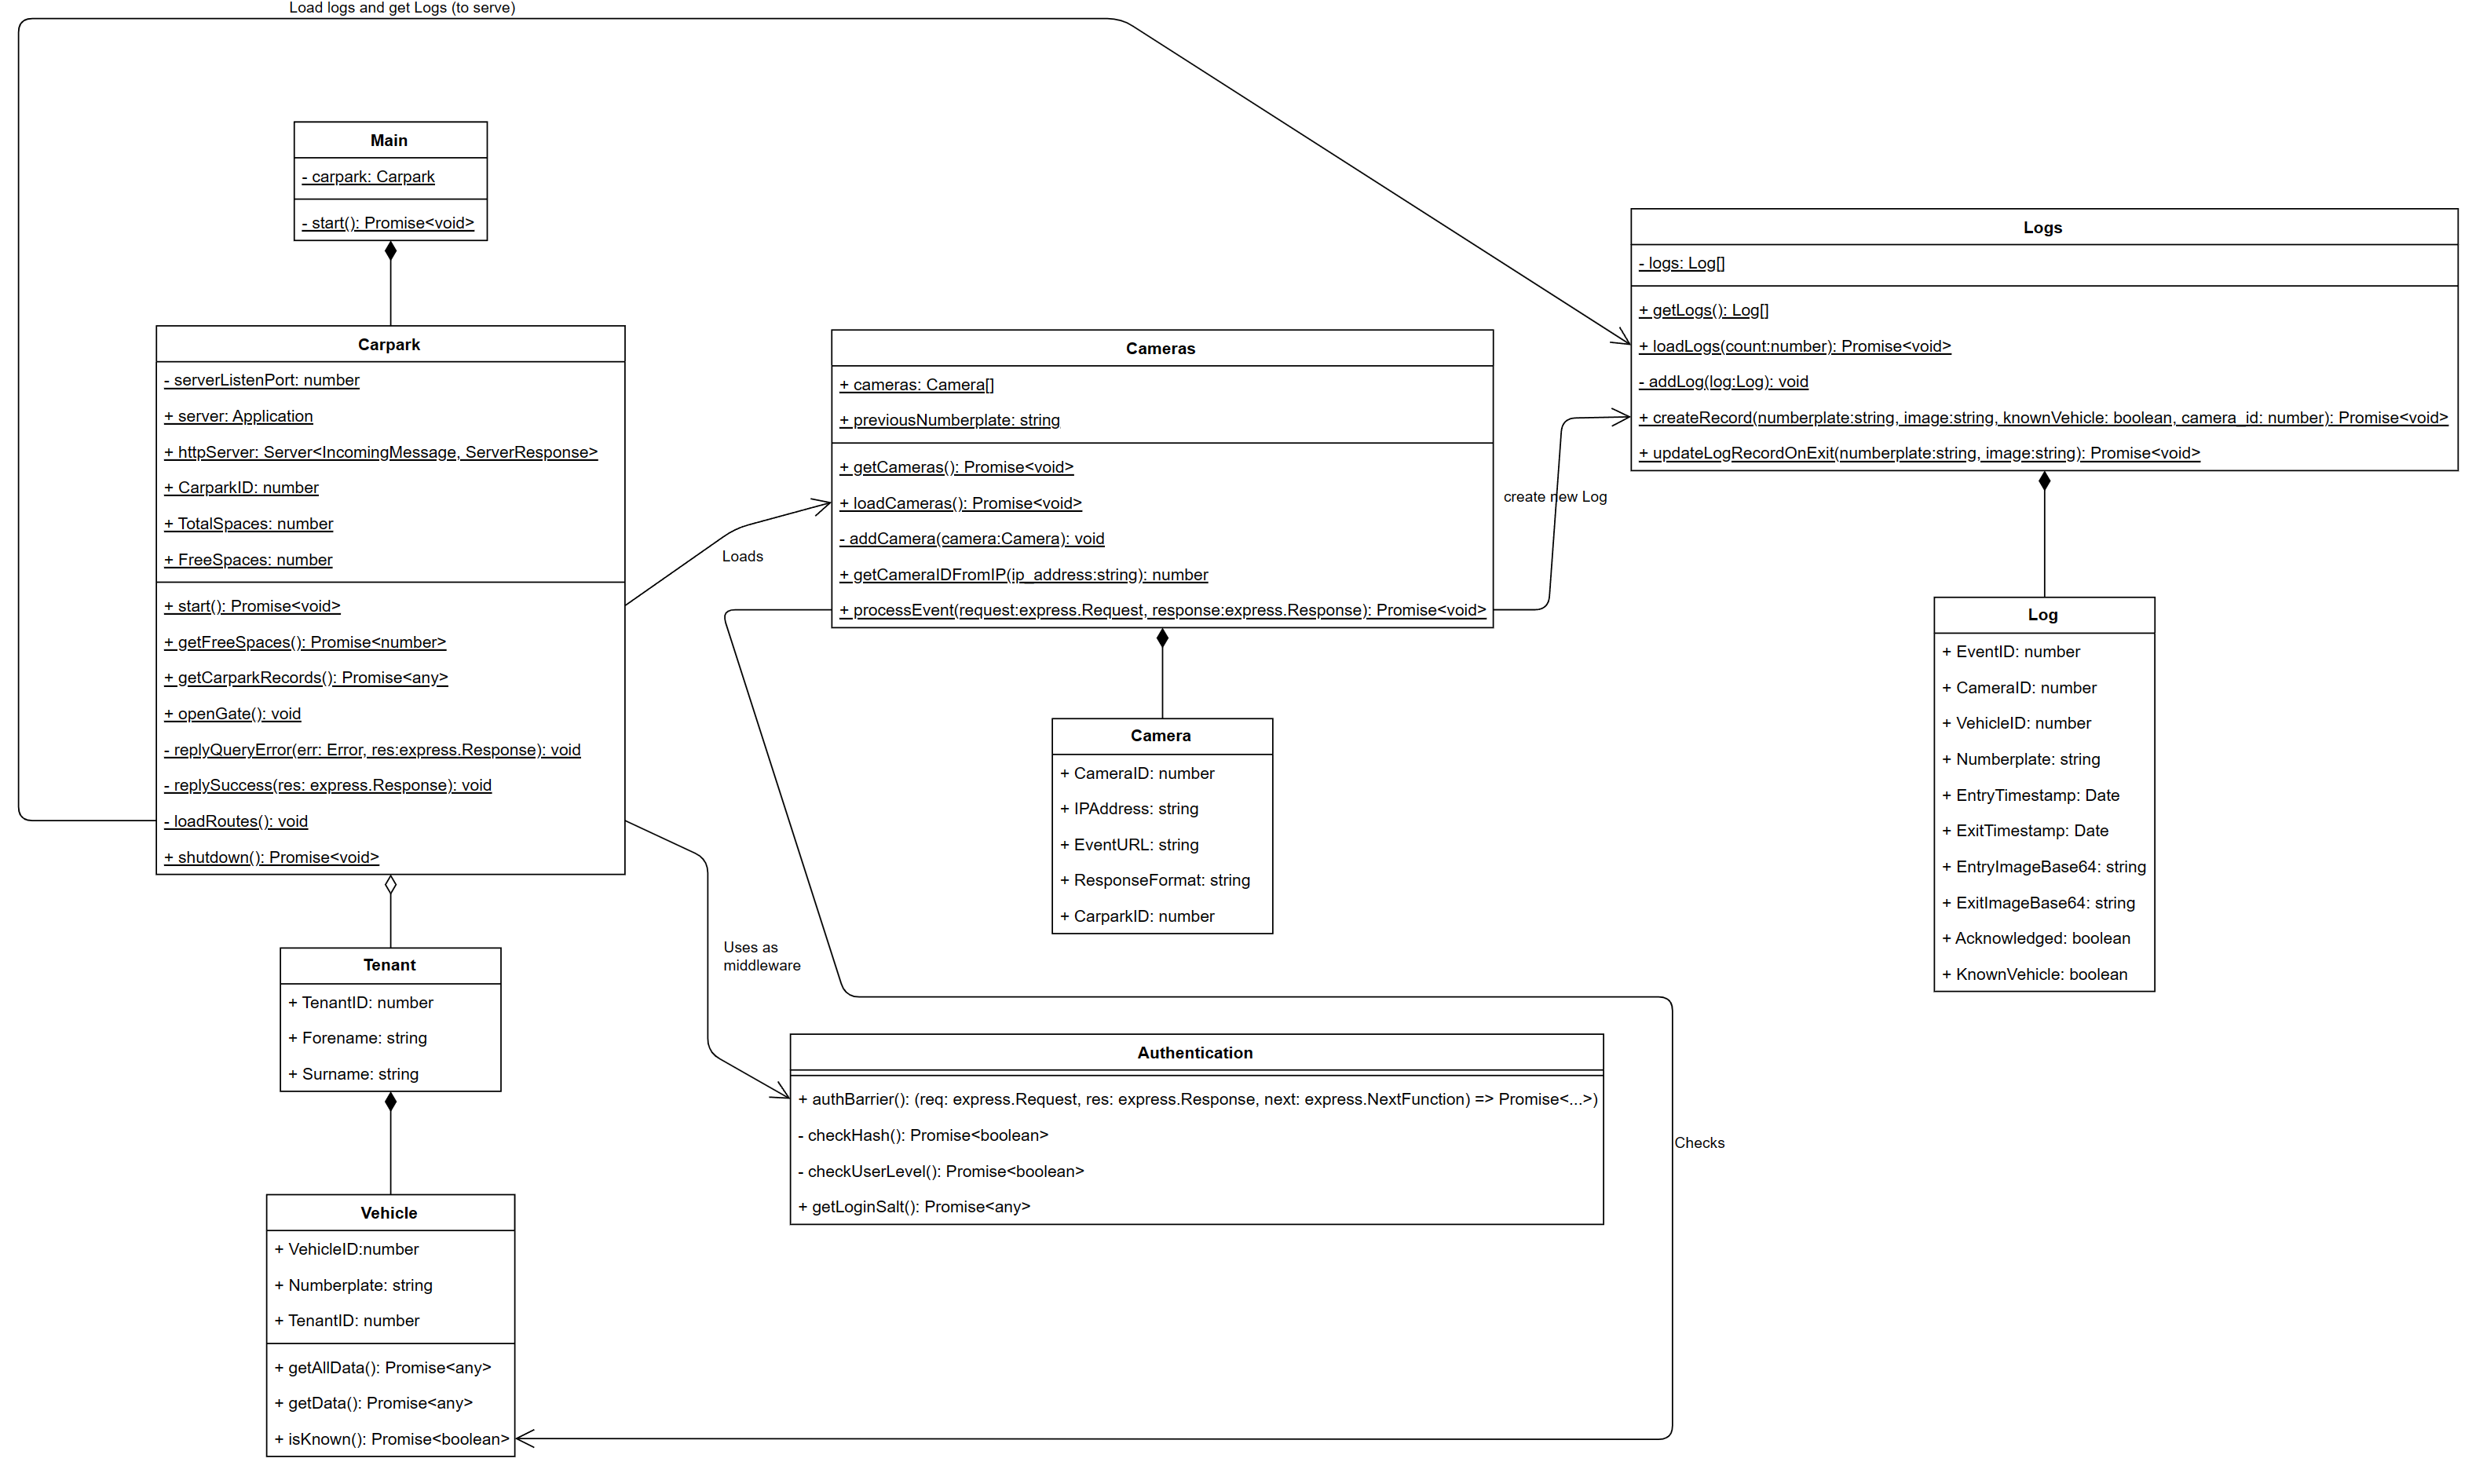 Load logs and get Logs (to serve)
Main
- carpark: Carpark
- start(): Promise<void>
Carpark
- serverListenPort: number
+ server: Application
+ httpServer: Server<IncomingMessage, ServerResponse>
+ CarparkID: number
+ TotalSpaces: number
+ FreeSpaces: number
+ start(): Promise<void>
+ getFreeSpaces(): Promise<number>
+ getCarparkRecords(): Promise<any>
+ openGate(): void
- replyQueryError(err: Error, res:express.Response): void
- replySuccess(res: express.Response): void
- loadRoutes(): void
+ shutdown(): Promise<void>
Loads
Cameras
+ cameras: Camera[]
+ previousNumberplate: string
+ getCameras(): Promise<void>
+ loadCameras(): Promise<void>
- addCamera(camera:Camera): void
+ getCameraIDFromIP(ip_address:string): number
+ processEvent(request:express.Request, response:express.Response): Promise<void>
create new Log
Logs
- logs: Log[]
+ getLogs(): Log[]
+ loadLogs(count:number): Promise<void>
- addLog(log:Log): void
+ createRecord(numberplate:string, image:string, knownVehicle: boolean, camera_id: number): Promise<void>
+ updateLogRecordOnExit(numberplate:string, image:string): Promise<void>
Log
+ EventID: number
+ CameraID: number
+ VehicleID: number
+ Numberplate: string
+ EntryTimestamp: Date
+ ExitTimestamp: Date
+ EntryImageBase64: string
+ ExitImageBase64: string
+ Acknowledged: boolean
+ KnownVehicle: boolean
Camera
+ CameraID: number
+ IPAddress: string
+ EventURL: string
+ ResponseFormat: string
+ CarparkID: number
Uses as
middleware
Tenant
+ TenantID: number
+ Forename: string
+ Surname: string
Authentication
+ authBarrier(): (req: express.Request, res: express.Response, next: express.NextFunction) => Promise<...>)
- checkHash(): Promise<boolean>
- checkUserLevel(): Promise<boolean>
+ getLoginSalt(): Promise<any>
Checks
Vehicle
+ VehicleID:number
+ Numberplate: string
+ TenantID: number
+ getAllData(): Promise<any>
+ getData(): Promise<any>
+ isKnown(): Promise<boolean>